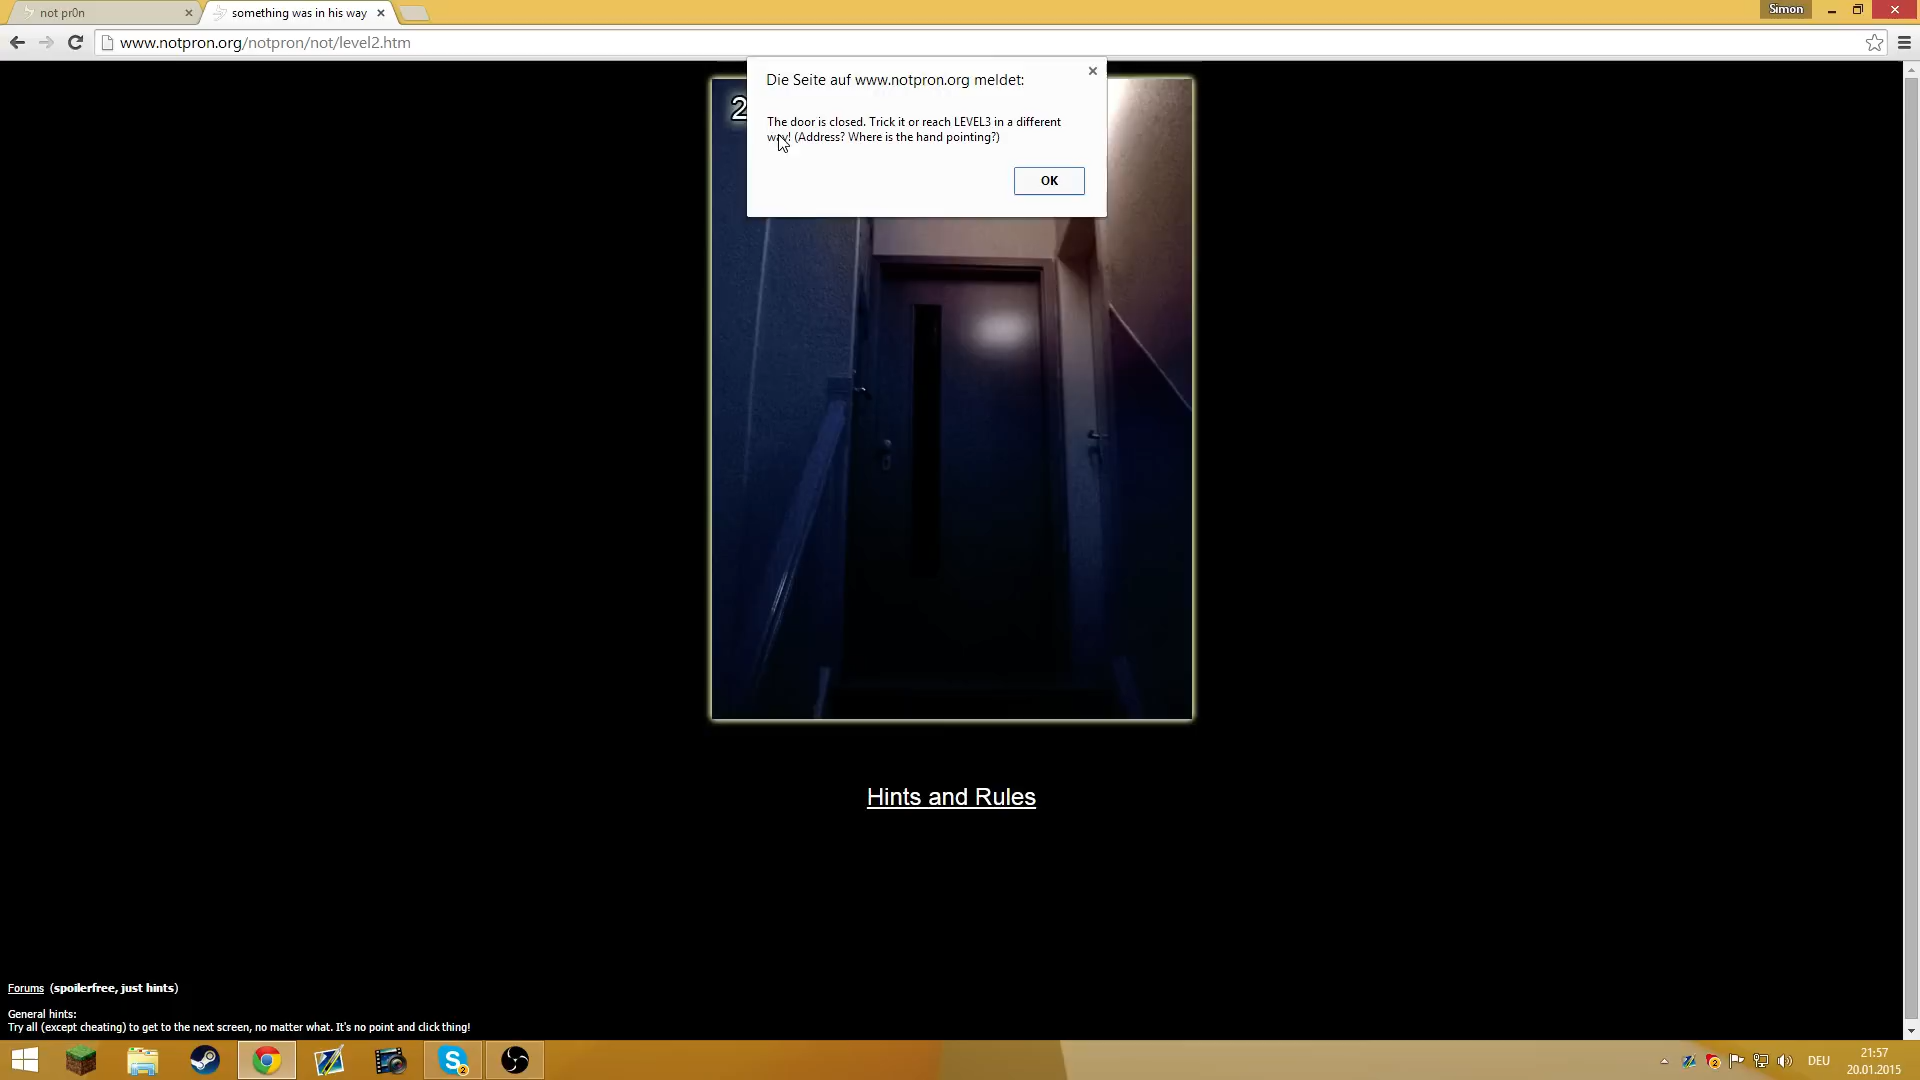 not pr0n
something was in his way
Simon
www.notpron.org/notpron/not/level2.htm
Die Seite auf www.notpron.org meldet:
The door is closed. Trick it or reach LEVEL3 in a different
way! (Address? Where is the hand pointing?)
OK
2
Hints and Rules
Forums (spoilerfree, just hints)
General hints:
Try all (except cheating) to get to the next screen, no matter what. It's no point and click thing!
S
2
2
DEU
21:57
20.01.2015